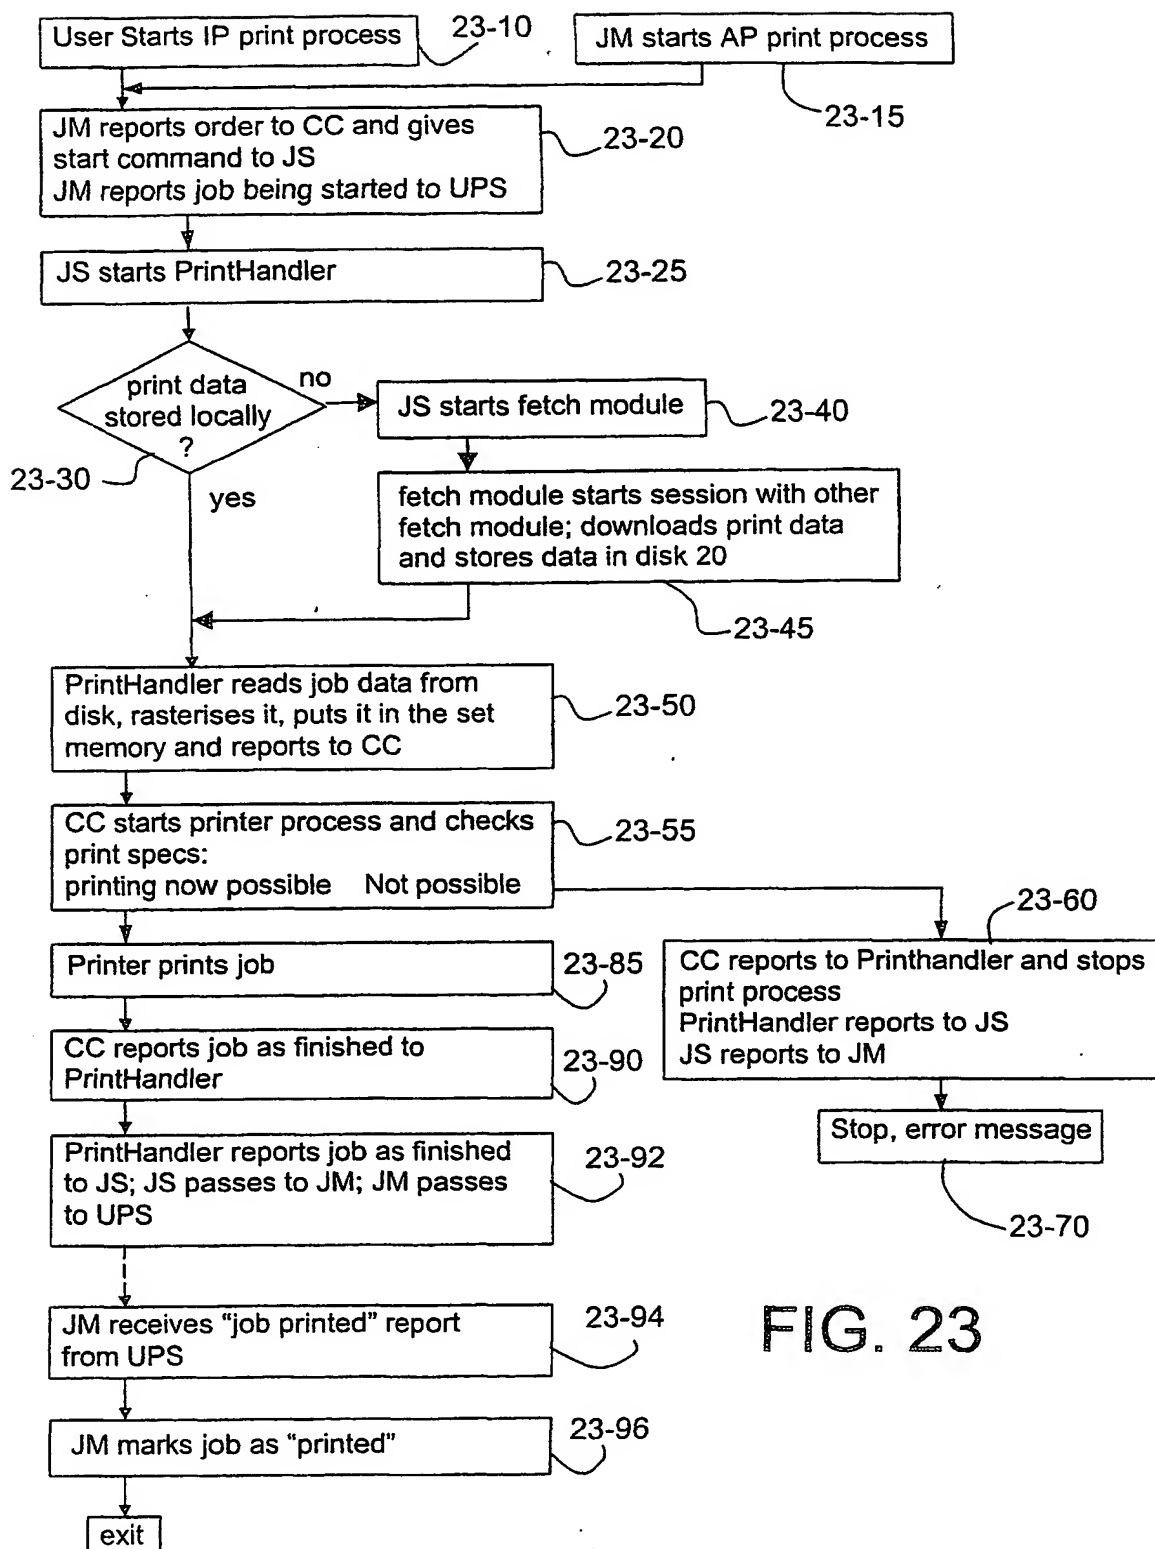 User Starts IP print process
23-10
JM starts AP print process
23-15
JM reports order to CC and gives
start command to JS
JM reports job being started to UPS
23-20
JS starts PrintHandler
23-25
print data
stored locally
?
23-30
no
yes
JS starts fetch module
23-40
fetch module starts session with other
fetch module; downloads print data
and stores data in disk 20
23-45
PrintHandler reads job data from
disk, rasterises it, puts it in the set
memory and reports to CC
23-50
CC starts printer process and checks
print specs:
printing now possible Not possible
23-55
23-60
CC reports to Printhandler and stops
print process
PrintHandler reports to JS
JS reports to JM
Stop, error message
23-70
Printer prints job
23-85
CC reports job as finished to
PrintHandler
23-90
PrintHandler reports job as finished
to JS; JS passes to JM; JM passes
to UPS
23-92
JM receives “job printed” report
from UPS
23-94
JM marks job as “printed”
23-96
exit
FIG. 23